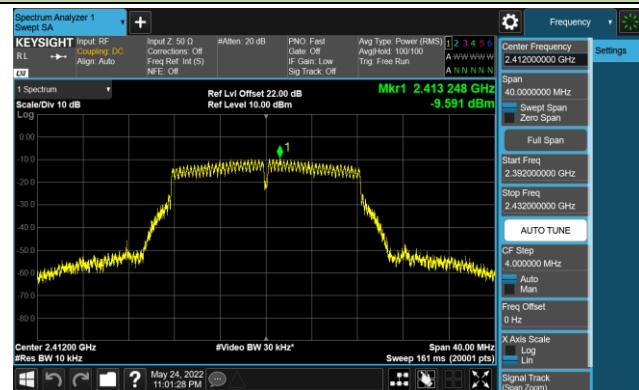 Spectrum Analyzer 1
Swept SA
Frequency
KEYSIGHT
RL
Input: RF
Coupling: DC
Align: Auto
Input Z: 50 Ω
Corrections: Off
Freq Ref: Int (S)
NFE: Off
#Atten: 20 dB
PNO: Fast
Gate: Off
IF Gain: Low
Sig Track: Off
Avg Type: Power (RMS)
Avg|Hold: 100/100
Trig: Free Run
1 2 3 4 5 6
A W W W W W
A N N N N N
LXI
1 Spectrum
Scale/Div 10 dB
Log
Ref Lvl Offset 22.00 dB
Ref Level 10.00 dBm
Mkr1 2.413 248 GHz
-9.591 dBm
1
0.00
-10.0
-20.0
-30.0
-40.0
-50.0
-60.0
-70.0
-80.0
Center 2.41200 GHz
#Res BW 10 kHz
#Video BW 30 kHz*
Span 40.00 MHz
Sweep 161 ms (20001 pts)
May 24, 2022
11:01:28 PM
Center Frequency
2.412000000 GHz
Settings
Span
40.0000000 MHz
Swept Span
Zero Span
Full Span
Start Freq
2.392000000 GHz
Stop Freq
2.432000000 GHz
AUTO TUNE
CF Step
4.000000 MHz
Auto
Man
Freq Offset
0 Hz
X Axis Scale
Log
Lin
Signal Track
(Span Zoom)